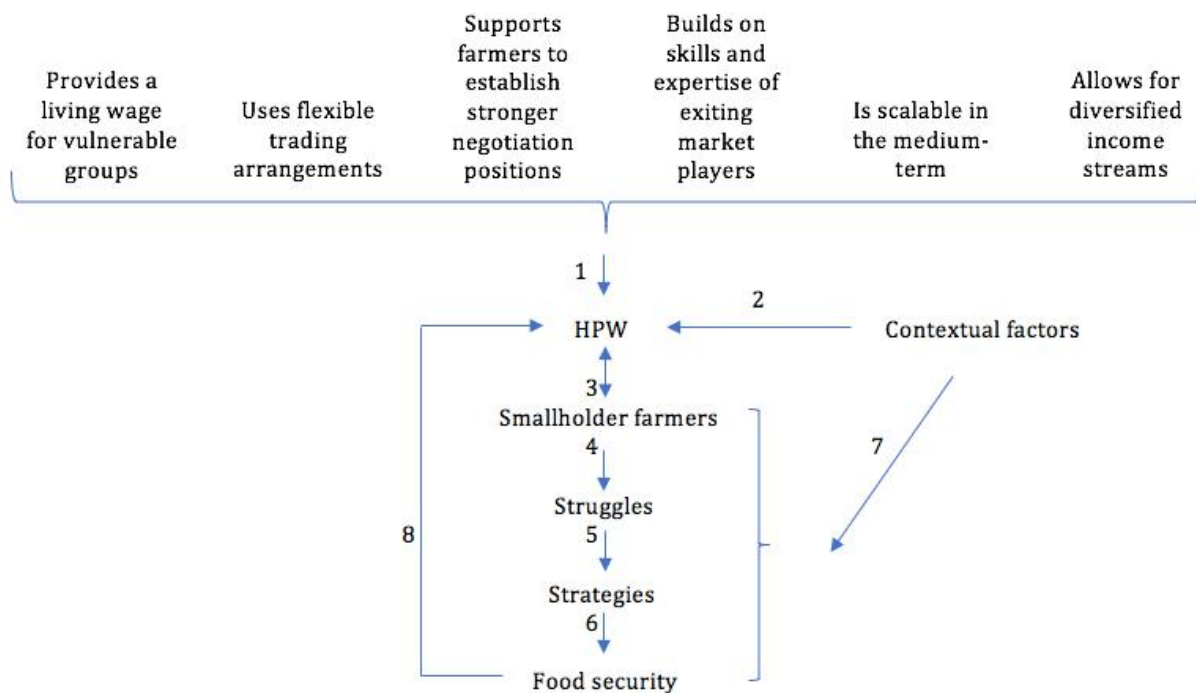 Provides a
living wage
for vulnerable
groups
Uses flexible
trading
arrangements
Supports
farmers to
establish
stronger
negotiation
positions
Builds on
skills and
expertise of
exiting
market
players
Is scalable in
the medium-
term
Allows for
diversified
income
streams
1
2
HPW
Contextual factors
3
Smallholder farmers
4
7
Struggles
5
8
Strategies
6
Food security